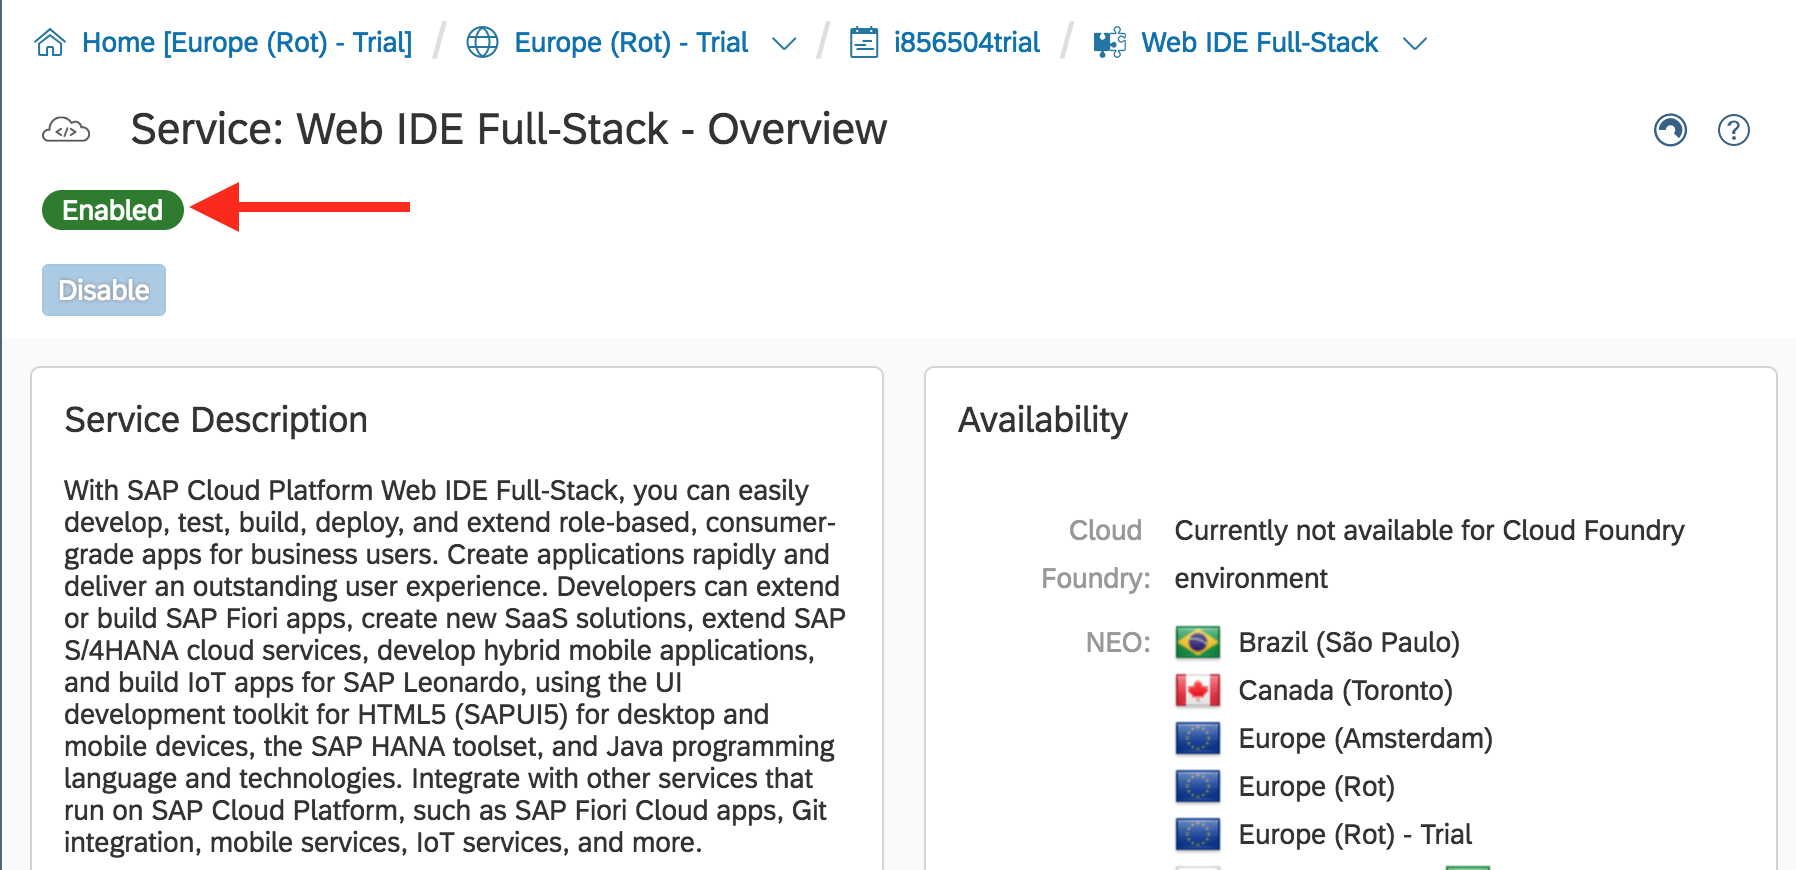 Home [Europe (Rot) - Trial] / Europe (Rot) - Trial / i856504trial / Web IDE Full-Stack
Service: Web IDE Full-Stack - Overview
Enabled
Disable
Service Description
With SAP Cloud Platform Web IDE Full-Stack, you can easily
develop, test, build, deploy, and extend role-based, consumer-
grade apps for business users. Create applications rapidly and
deliver an outstanding user experience. Developers can extend
or build SAP Fiori apps, create new SaaS solutions, extend SAP
S/4HANA cloud services, develop hybrid mobile applications,
and build IoT apps for SAP Leonardo, using the UI
development toolkit for HTML5 (SAPUI5) for desktop and
mobile devices, the SAP HANA toolset, and Java programming
language and technologies. Integrate with other services that
run on SAP Cloud Platform, such as SAP Fiori Cloud apps, Git
integration, mobile services, IoT services, and more.
Availability
Cloud Foundry: Currently not available for Cloud Foundry
environment
NEO: Brazil (São Paulo)
Canada (Toronto)
Europe (Amsterdam)
Europe (Rot)
Europe (Rot) - Trial